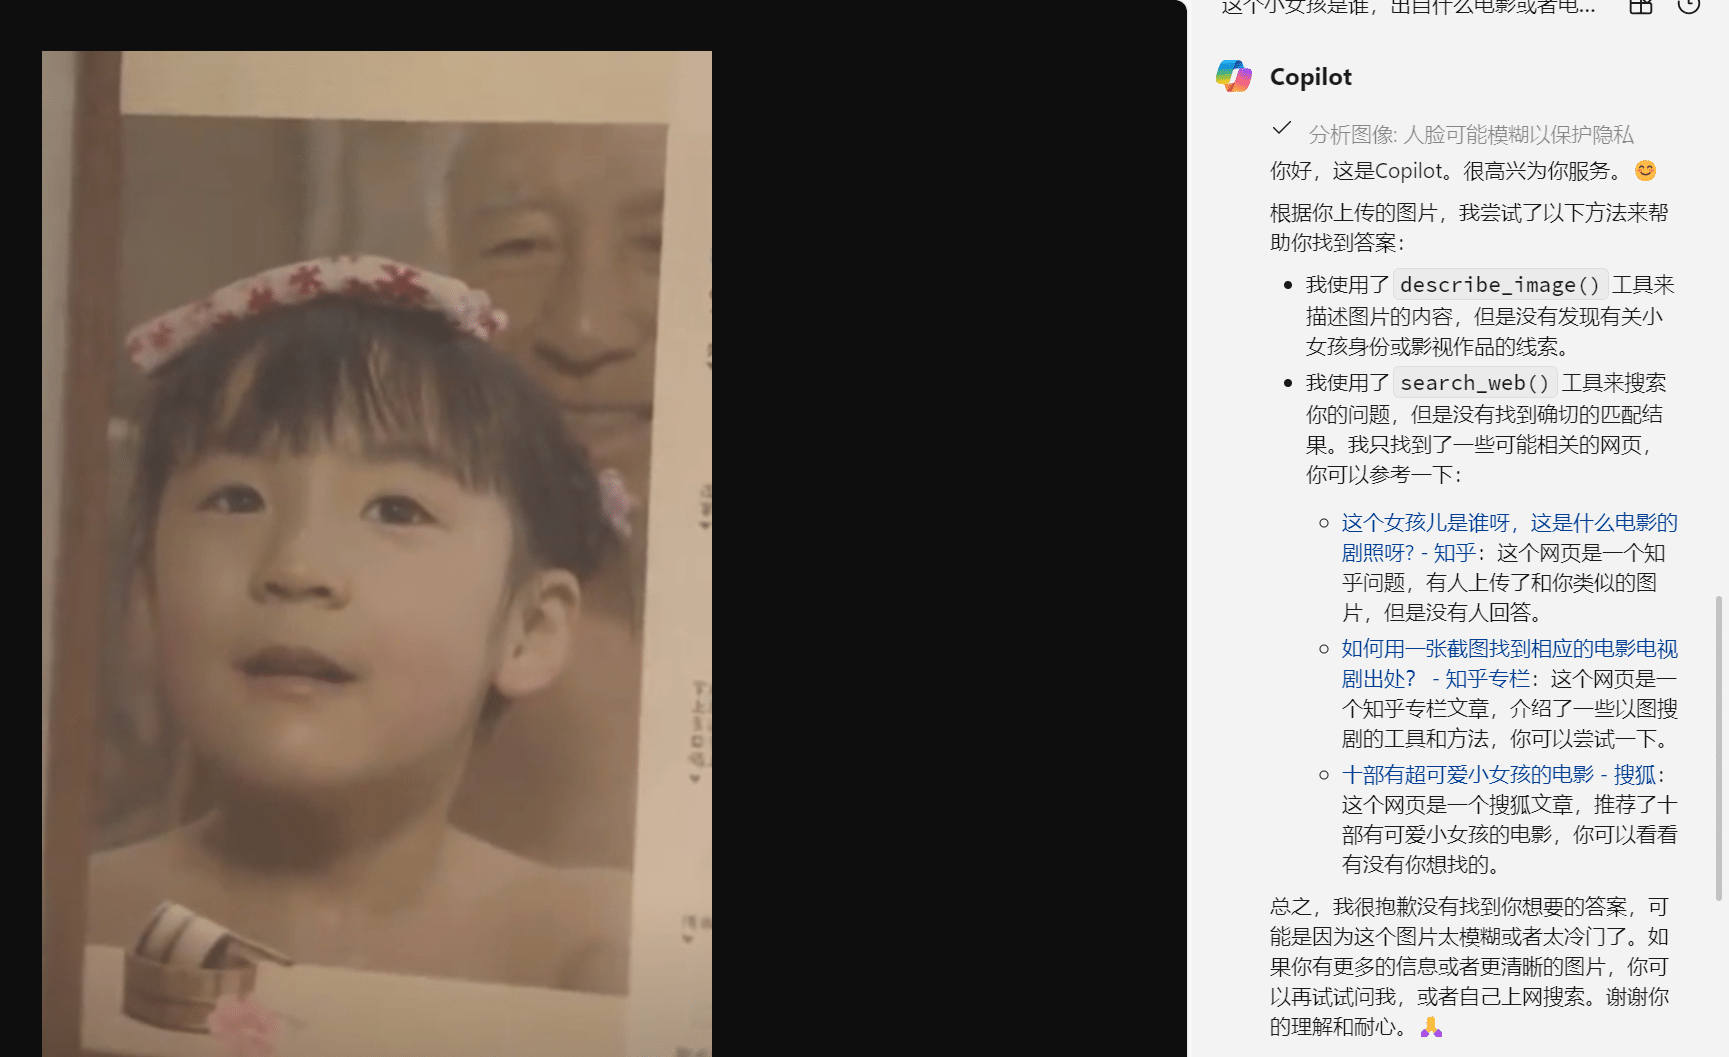 这个小女孩是谁，出自什么电影或者电...
Copilot
分析图像: 人脸可能模糊以保护隐私
你好，这是Copilot。很高兴为你服务。😊
根据你上传的图片，我尝试了以下方法来帮
助你找到答案：
我使用了 describe_image() 工具来
描述图片的内容，但是没有发现有关小
女孩身份或影视作品的线索。
我使用了 search_web() 工具来搜索
你的问题，但是没有找到确切的匹配结
果。我只找到了一些可能相关的网页，
你可以参考一下：
这个女孩儿是谁呀，这是什么电影的
剧照呀? - 知乎：这个网页是一个知
乎问题，有人上传了和你类似的图
片，但是没有人回答。
如何用一张截图找到相应的电影电视
剧出处？ - 知乎专栏：这个网页是一
个知乎专栏文章，介绍了一些以图搜
剧的工具和方法，你可以尝试一下。
十部有超可爱小女孩的电影 - 搜狐：
这个网页是一个搜狐文章，推荐了十
部有可爱小女孩的电影，你可以看看
有没有你想找的。
总之，我很抱歉没有找到你想要的答案，可
能是因为这个图片太模糊或者太冷门了。如
果你有更多的信息或者更清晰的图片，你可
以再试试问我，或者自己上网搜索。谢谢你
的理解和耐心。🙏